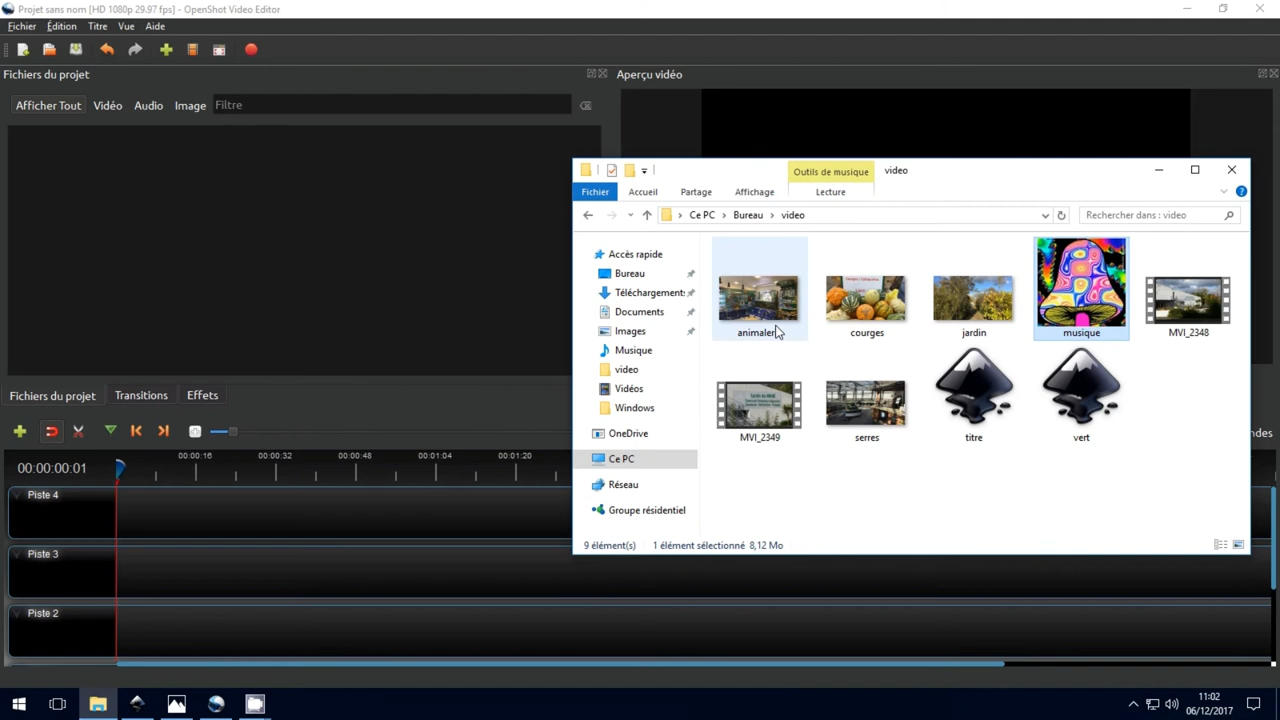 Projet sans nom [HD 1080p 29.97 fps] - OpenShot Video Editor
Fichier Édition Titre Vue Aide
Fichiers du projet
Aperçu vidéo
Afficher Tout Vidéo Audio Image Filtre
Outils de musique video
Fichier Accueil Partage Affichage Lecture
Ce PC Bureau video Rechercher dans : video
Accès rapide
Bureau
Téléchargements
Documents
Images
Musique
video
Vidéos
Windows
OneDrive
Ce PC
Réseau
Groupe résidentiel
courges jardin musique MVI_2348
MVI_2349 serres titre vert
9 élément(s) 1 élément sélectionné 8,12 Mo
Fichiers du projet Transitions Effets
00:00:00:01 00:00:16 00:00:32 00:00:48 00:01:04 00:01:20
Piste 4
Piste 3
Piste 2
11:02
06/12/2017